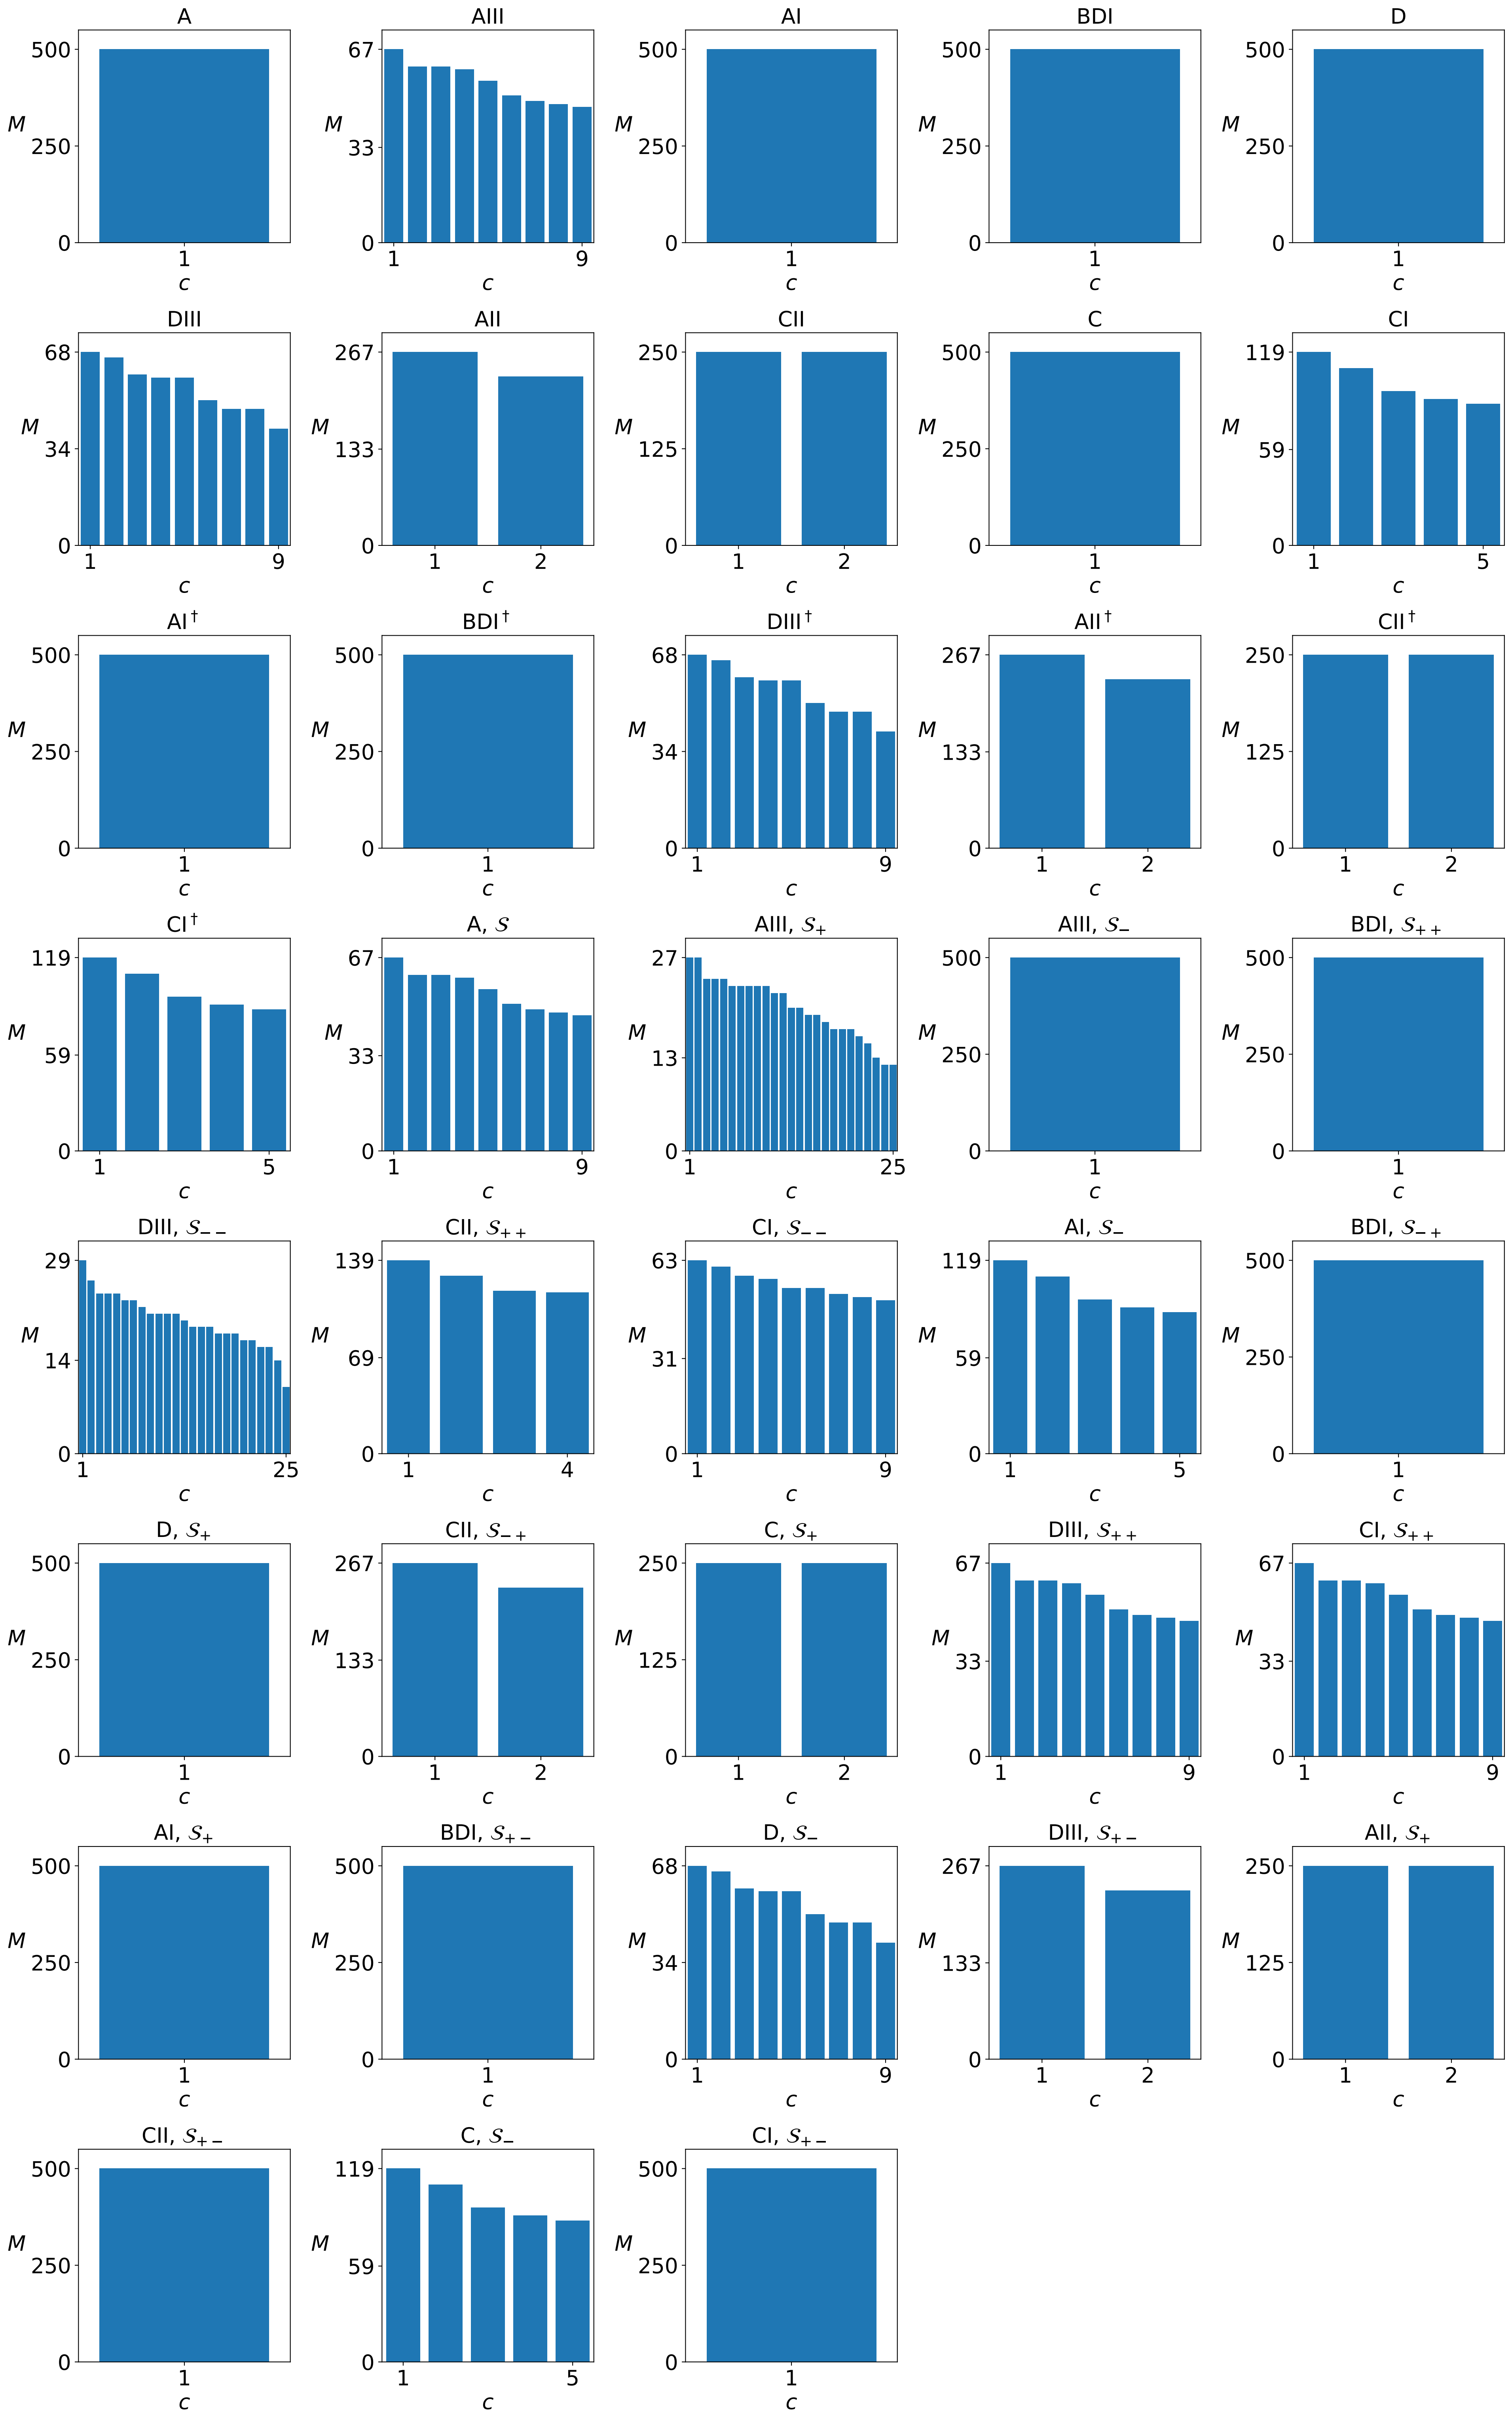 A AIII AI BDI D
500 67 500 500 500
M M M M M
250 33 250 250 250
0 0 0 0 0
1 1 9 1 1 1
c c c c c
DIII AII CII C CI
68 267 250 500 119
M M M M M
34 133 125 250 59
0 0 0 0 0
1 9 1 2 1 2 1 1 5
c c c c c
AI† BDI† DIII† AII† CII†
500 500 68 267 250
M M M M M
250 250 34 133 125
0 0 0 0 0
1 1 1 9 1 2 1 2
c c c c c
CI† A, 𝒮 AIII, 𝒮₊ AIII, 𝒮₋ BDI, 𝒮₊₊
119 67 27 500 500
M M M M M
59 33 13 250 250
0 0 0 0 0
1 5 1 9 1 25 1 1
c c c c c
DIII, 𝒮₋₋ CII, 𝒮₊₊ CI, 𝒮₋₋ AI, 𝒮₋ BDI, 𝒮₋₊
29 139 63 119 500
M M M M M
14 69 31 59 250
0 0 0 0 0
1 25 1 4 1 9 1 5 1
c c c c c
D, 𝒮₊ CII, 𝒮₋₊ C, 𝒮₊ DIII, 𝒮₊₊ CI, 𝒮₊₊
500 267 250 67 67
M M M M M
250 133 125 33 33
0 0 0 0 0
1 1 2 1 2 1 9 1 9
c c c c c
AI, 𝒮₊ BDI, 𝒮₊₋ D, 𝒮₋ DIII, 𝒮₊₋ AII, 𝒮₊
500 500 68 267 250
M M M M M
250 250 34 133 125
0 0 0 0 0
1 1 1 9 1 2 1 2
c c c c c
CII, 𝒮₊₋ C, 𝒮₋ CI, 𝒮₊₋
500 119 500
M M M
250 59 250
0 0 0
1 1 5 1
c c c